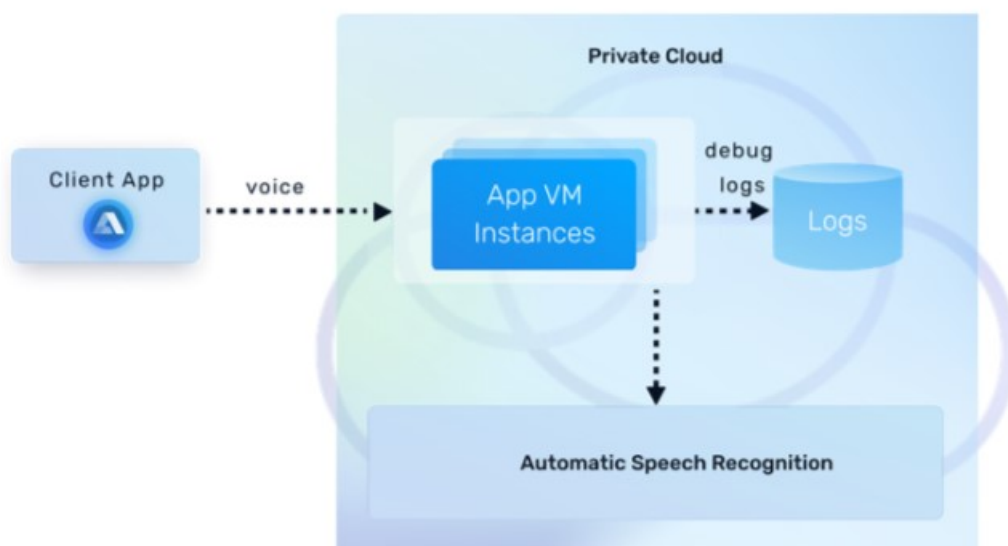 Private Cloud
Client App
voice
App VM
Instances
debug
logs
Logs
Automatic Speech Recognition